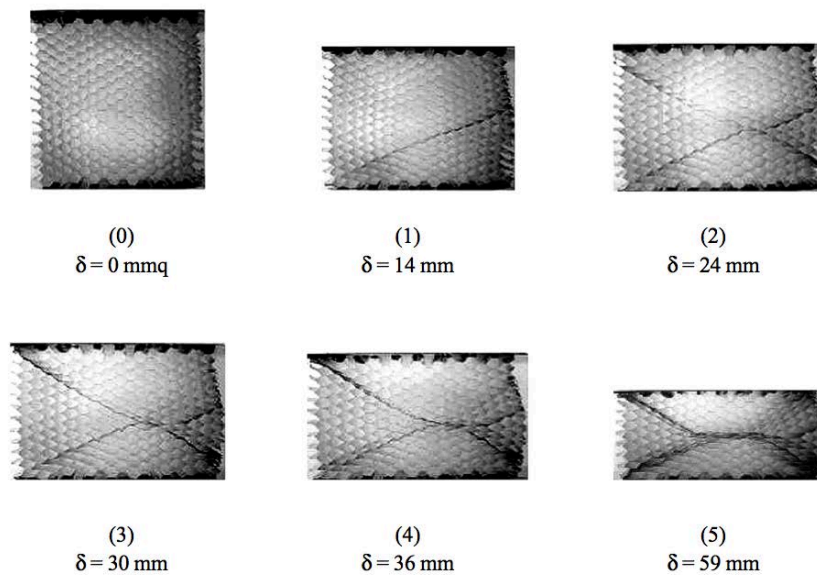 (0)
δ = 0 mmq
(1)
δ = 14 mm
(2)
δ = 24 mm
(3)
δ = 30 mm
(4)
δ = 36 mm
(5)
δ = 59 mm